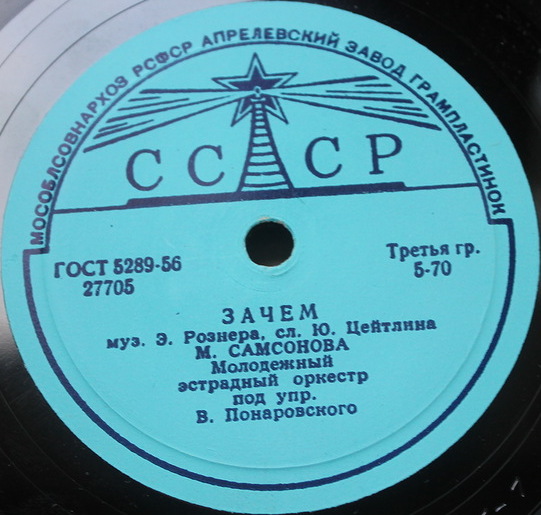 МОСОБЛСОВНАРХОЗ РСФСР АПРЕЛЕВСКИЙ ЗАВОД ГРАМПЛАСТИНОК
СССР
ГОСТ 5289-56
27705
Третья гр.
5-70
ЗАЧЕМ
муз. Э. Рознера, сл. Ю. Цейтлина
М. САМСОНОВА
Молодежный
эстрадный оркестр
под упр.
В. Понаровского